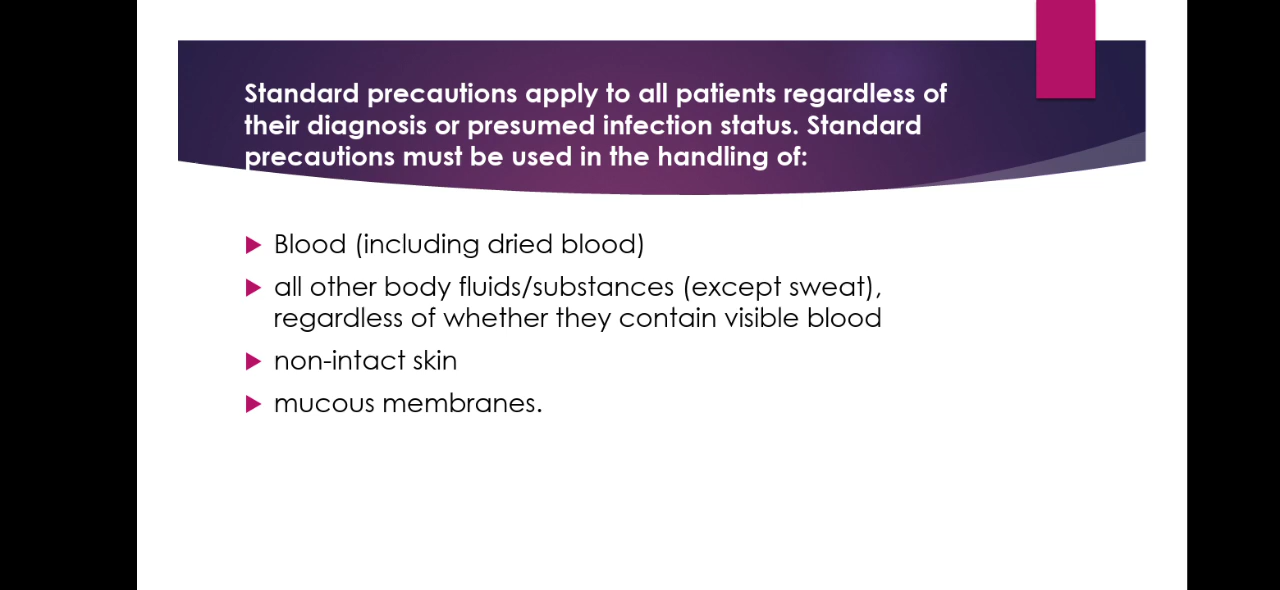 Standard precautions apply to all patients regardless of
their diagnosis or presumed infection status. Standard
precautions must be used in the handling of:
Blood (including dried blood)
all other body fluids/substances (except sweat),
regardless of whether they contain visible blood
non-intact skin
mucous membranes.